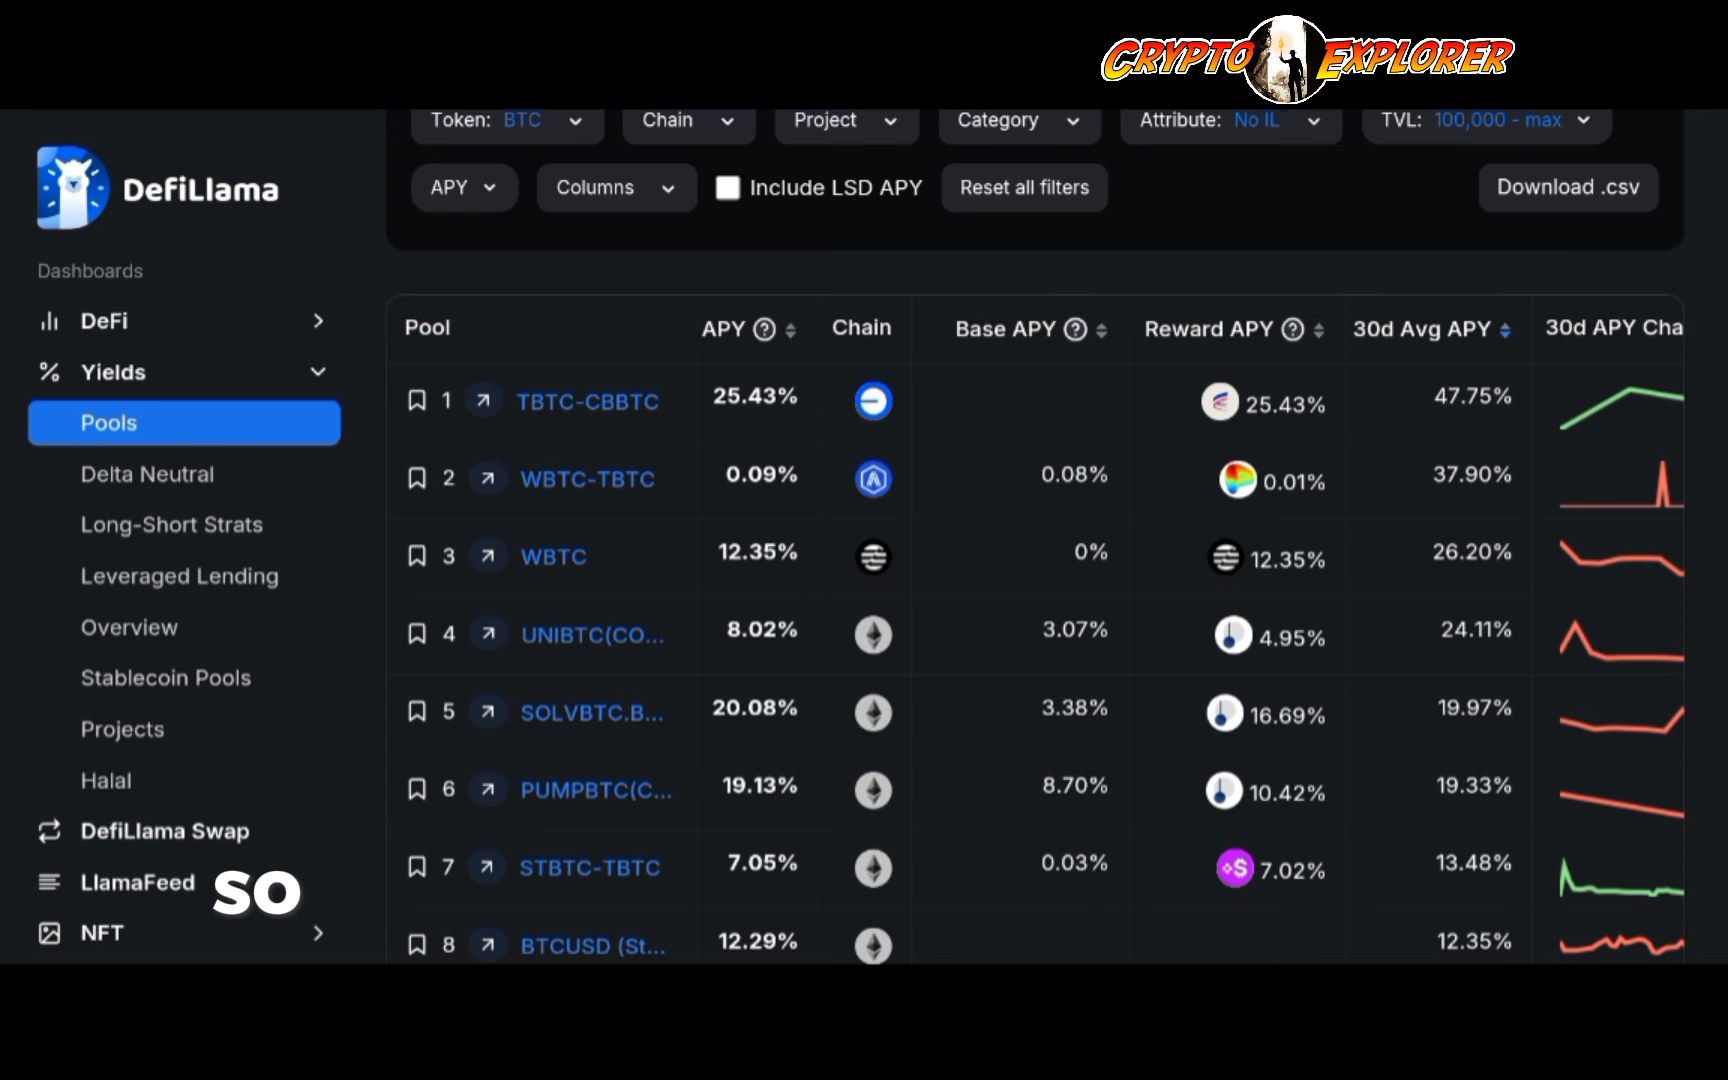 CRYPTO EXPLORER
Token: BTC Chain Project Category Attribute: No IL TVL: 100,000 - max
APY Columns Include LSD APY Reset all filters Download .csv
DefiLlama
Dashboards
DeFi
Yields
Pools
Delta Neutral
Long-Short Strats
Leveraged Lending
Overview
Stablecoin Pools
Projects
Halal
DefiLlama Swap
LlamaFeed
NFT
so
Pool APY Chain Base APY Reward APY 30d Avg APY 30d APY Cha
1 TBTC-CBBTC 25.43% 25.43% 47.75%
2 WBTC-TBTC 0.09% 0.08% 0.01% 37.90%
3 WBTC 12.35% 0% 12.35% 26.20%
4 UNIBTC(CO... 8.02% 3.07% 4.95% 24.11%
5 SOLVBTC.B... 20.08% 3.38% 16.69% 19.97%
6 PUMPBTC(C... 19.13% 8.70% 10.42% 19.33%
7 STBTC-TBTC 7.05% 0.03% 7.02% 13.48%
8 BTCUSD (St... 12.29% 12.35%